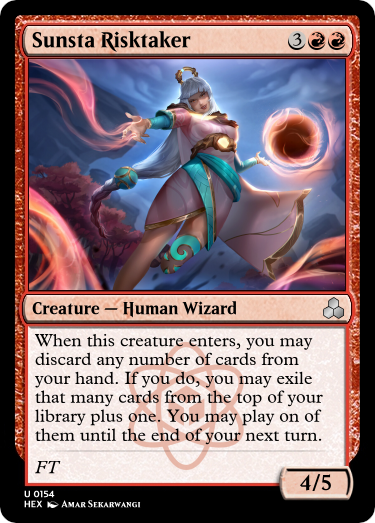 Sunsta Risktaker 3
Creature — Human Wizard
When this creature enters, you may
discard any number of cards from
your hand. If you do, you may exile
that many cards from the top of your
library plus one. You may play on of
them until the end of your next turn.
FT
4/5
U 0154
HEX Amar Sekarwangi